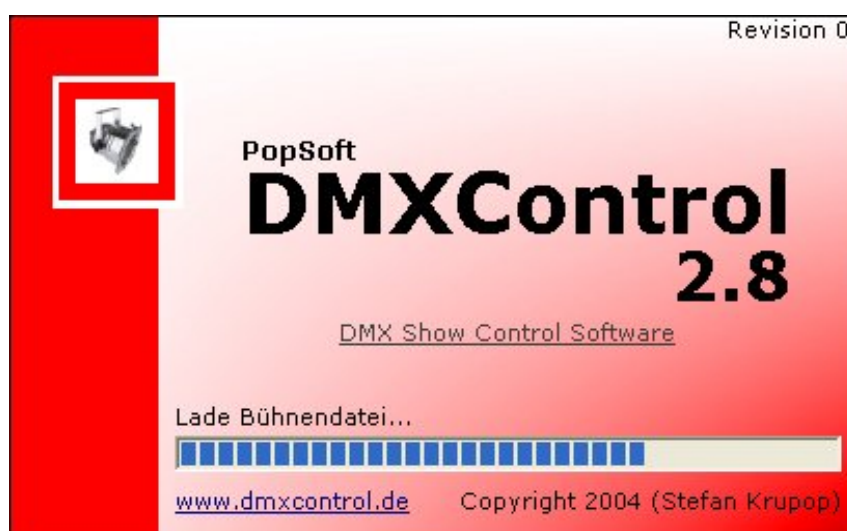 Revision 0
PopSoft
DMXControl
2.8
DMX Show Control Software
Lade Bühnendatei...
www.dmxcontrol.de Copyright 2004 (Stefan Krupop)